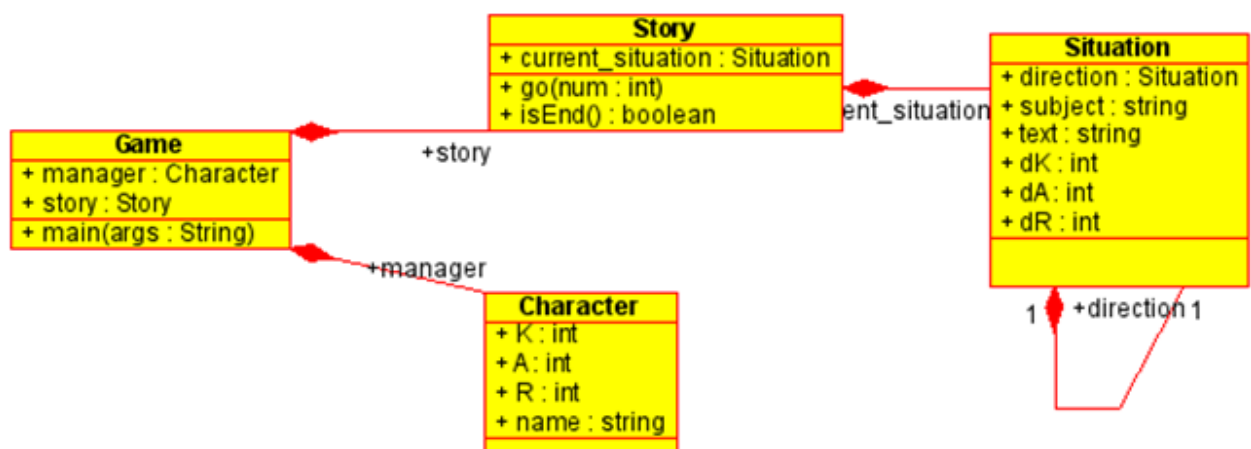 Story
+ current_situation : Situation
+ go(num : int)
+ isEnd() : boolean
Situation
+ direction : Situation
+ subject : string
+ text : string
+ dK : int
+ dA : int
+ dR : int
ent_situation
Game
+ manager : Character
+ story : Story
+ main(args : String)
+story
+manager
Character
+ K : int
+ A : int
+ R : int
+ name : string
1
+direction
1